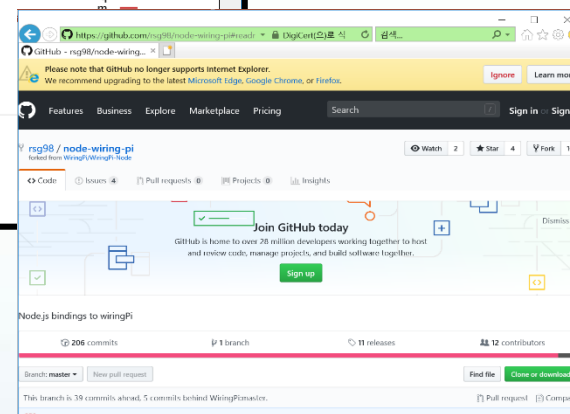 m
https://github.com/rsg98/node-wiring-pi#readr
DigiCert(으)로 식
검색...
GitHub - rsg98/node-wiring...
Please note that GitHub no longer supports Internet Explorer.
We recommend upgrading to the latest Microsoft Edge, Google Chrome, or Firefox.
Ignore
Learn mor
Features Business Explore Marketplace Pricing
Search
/
Sign in or Sign
rsg98 / node-wiring-pi
forked from WiringPi/WiringPi-Node
Watch 2
Star 4
Fork 1
Code
Issues 4
Pull requests 0
Projects 0
Insights
Dismiss
Join GitHub today
GitHub is home to over 28 million developers working together to host
and review code, manage projects, and build software together.
Sign up
Node.js bindings to wiringPi
206 commits
1 branch
11 releases
12 contributors
Branch: master
New pull request
Find file
Clone or download
This branch is 39 commits ahead, 5 commits behind WiringPi:master.
Pull request
Compa